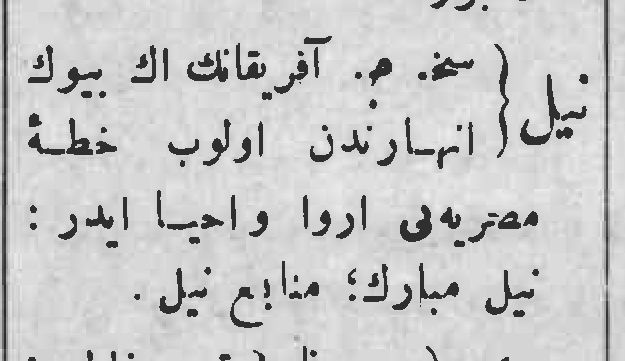 نیل { سخ. م. آفریقانك اك بیوك
انهارندن اولوب خطهٔ
مصریه‌یی اروا و احیا ایدر :
نیل مبارك؛ منابع نیل .